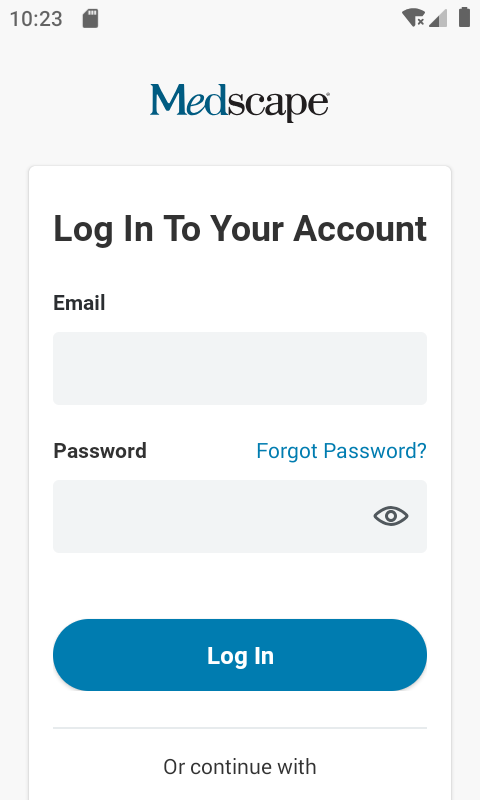 10:23
Medscape
Log In To Your Account
Email
Password Forgot Password?
Log In
Or continue with